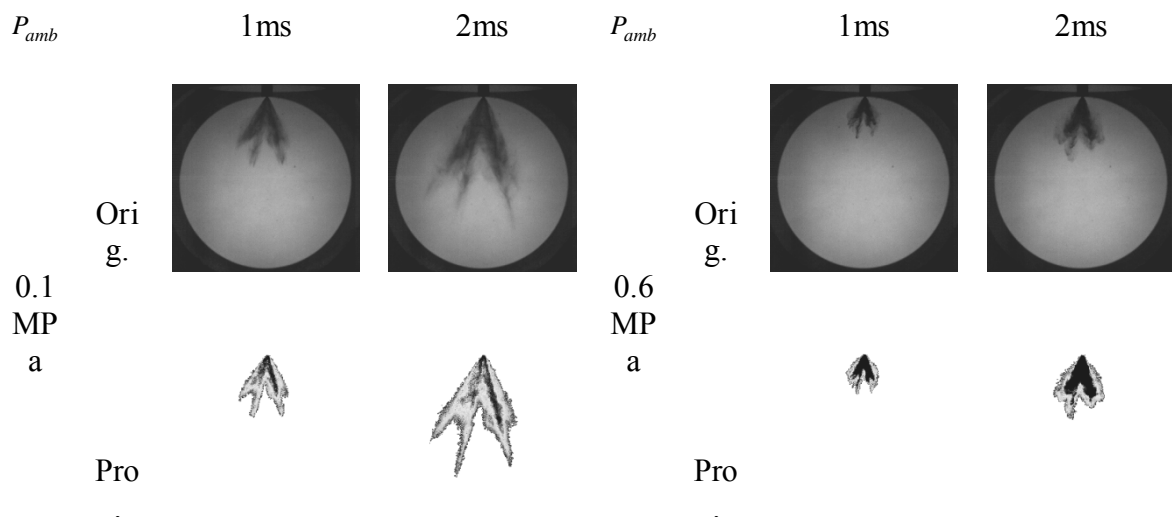 P_amb 1ms 2ms P_amb 1ms 2ms
Ori Ori
g. g.
0.1 0.6
MP MP
a a
Pro Pro